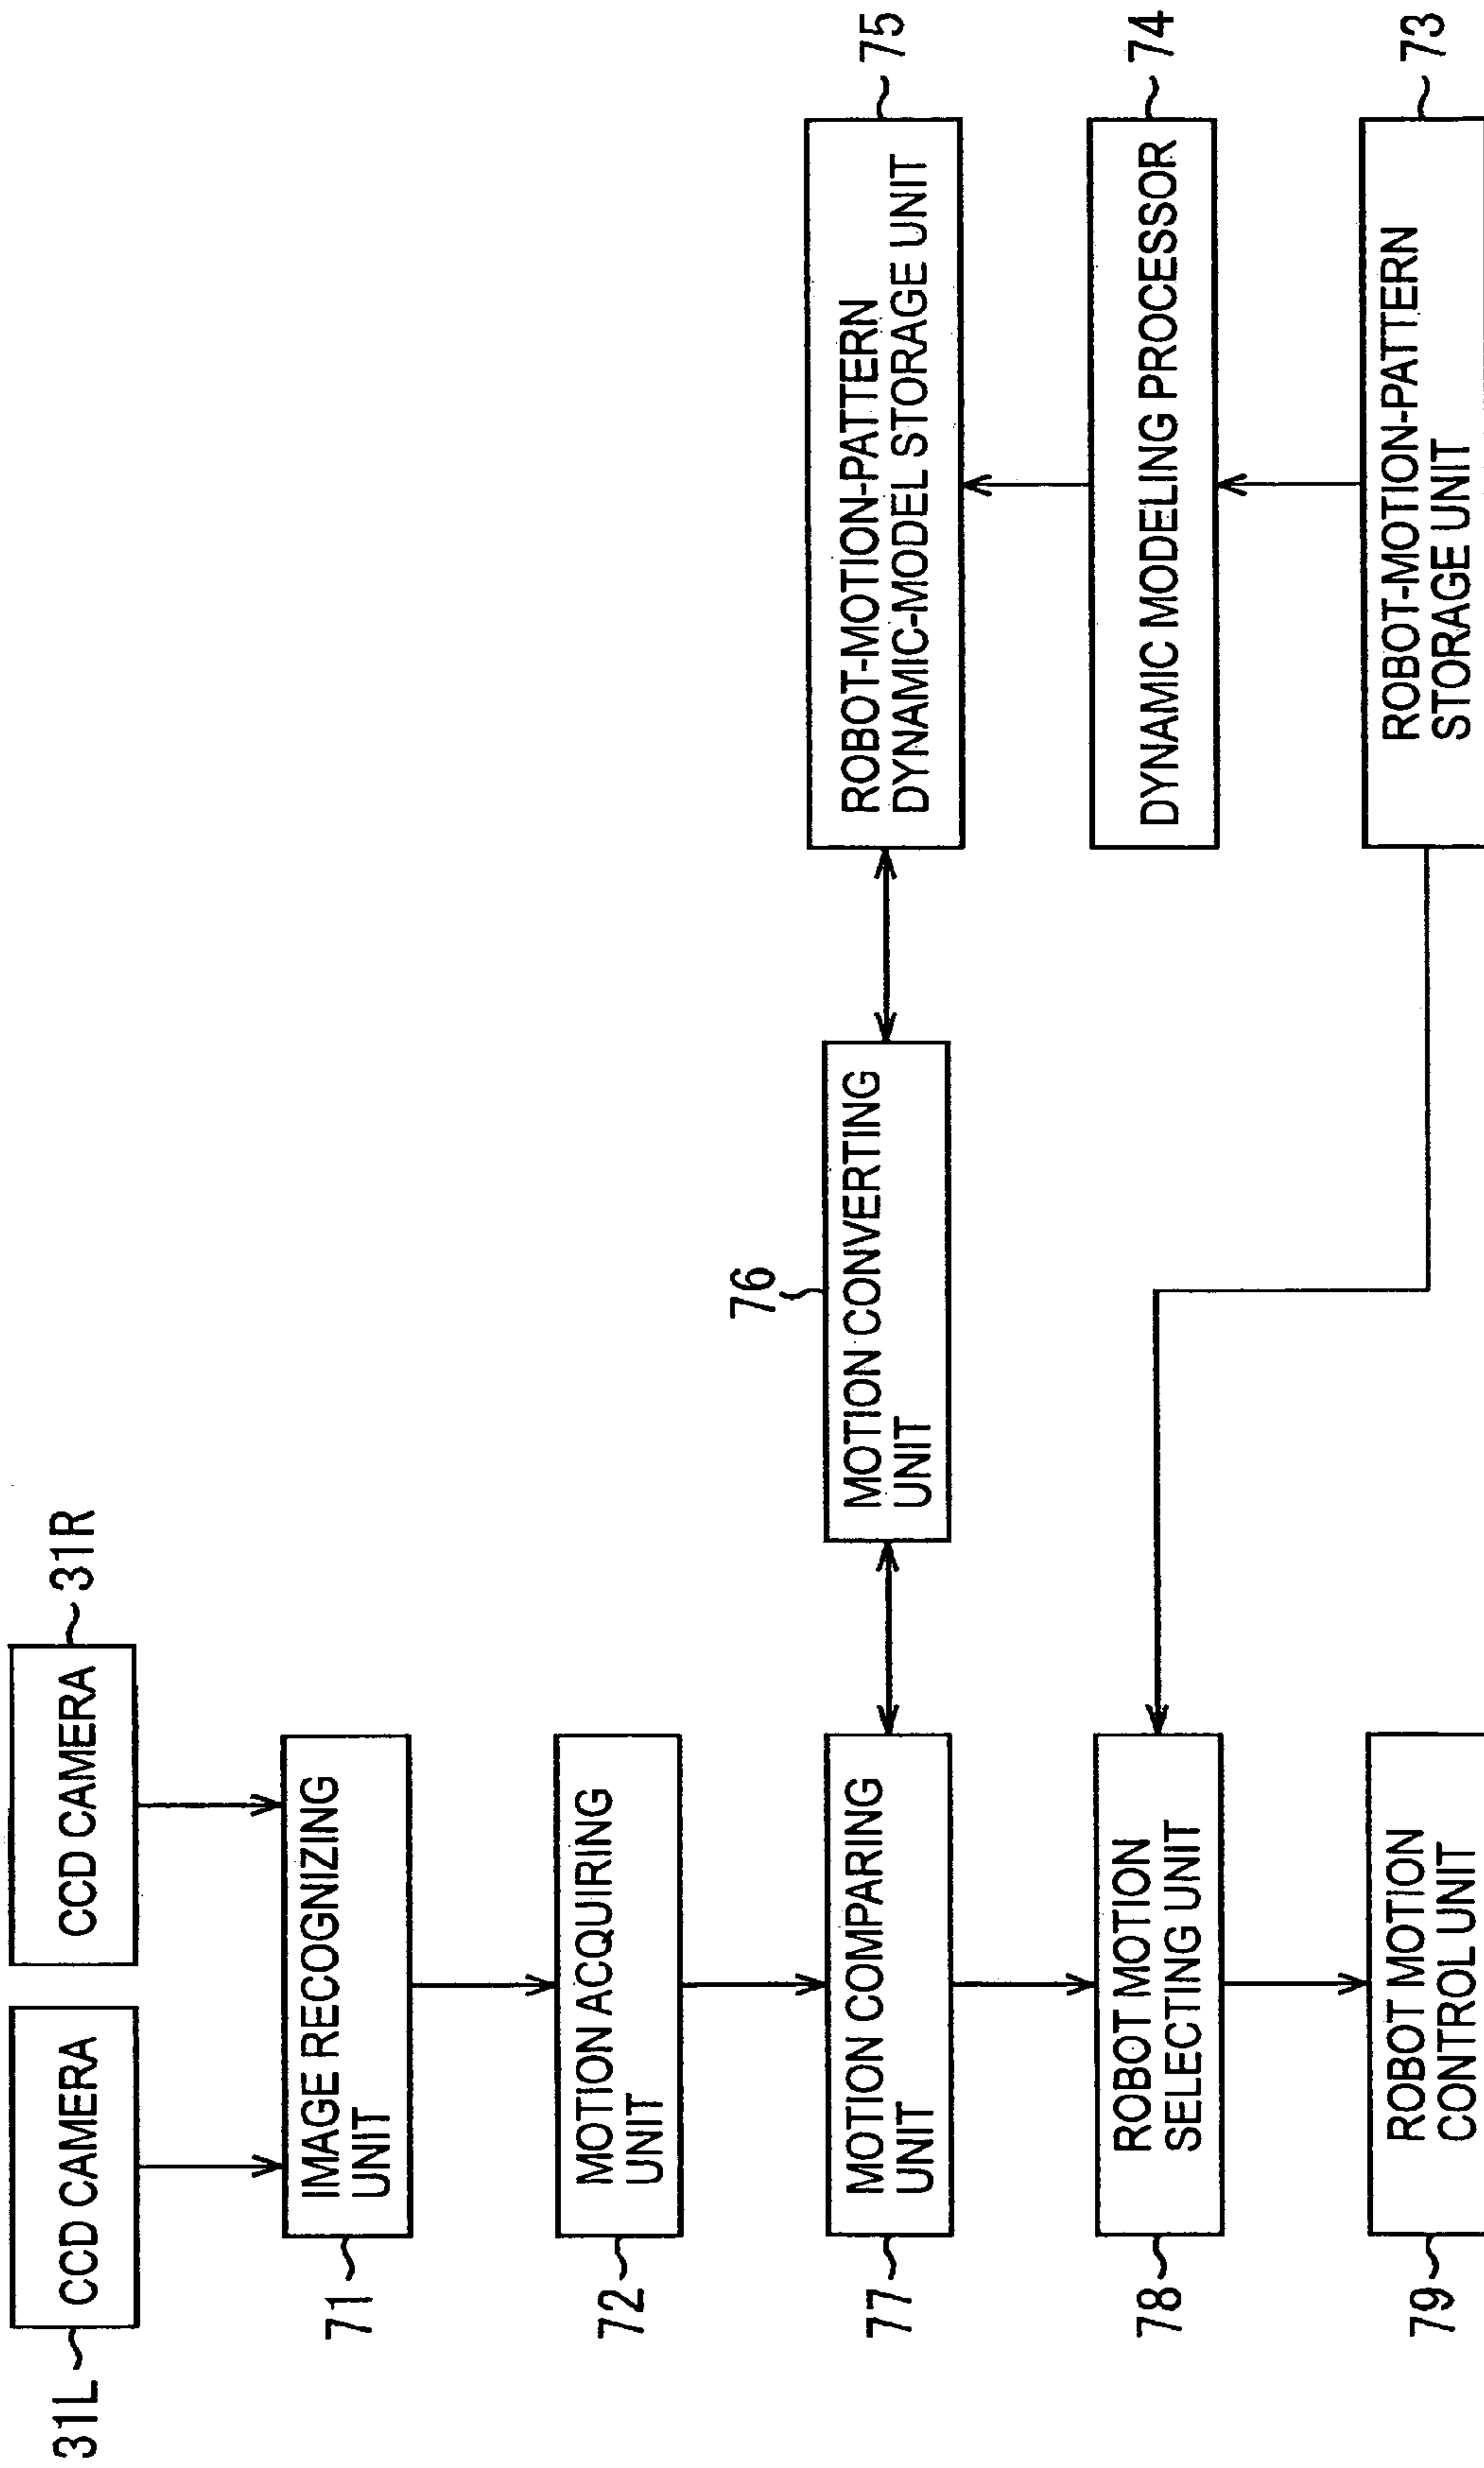 31L
CCD CAMERA
CCD CAMERA
31R
71
IMAGE RECOGNIZING
UNIT
72
MOTION ACQUIRING
UNIT
77
MOTION COMPARING
UNIT
76
MOTION CONVERTING
UNIT
ROBOT-MOTION-PATTERN
DYNAMIC-MODEL STORAGE UNIT
75
78
ROBOT MOTION
SELECTING UNIT
DYNAMIC MODELING PROCESSOR
74
79
ROBOT MOTION
CONTROL UNIT
ROBOT-MOTION-PATTERN
STORAGE UNIT
73